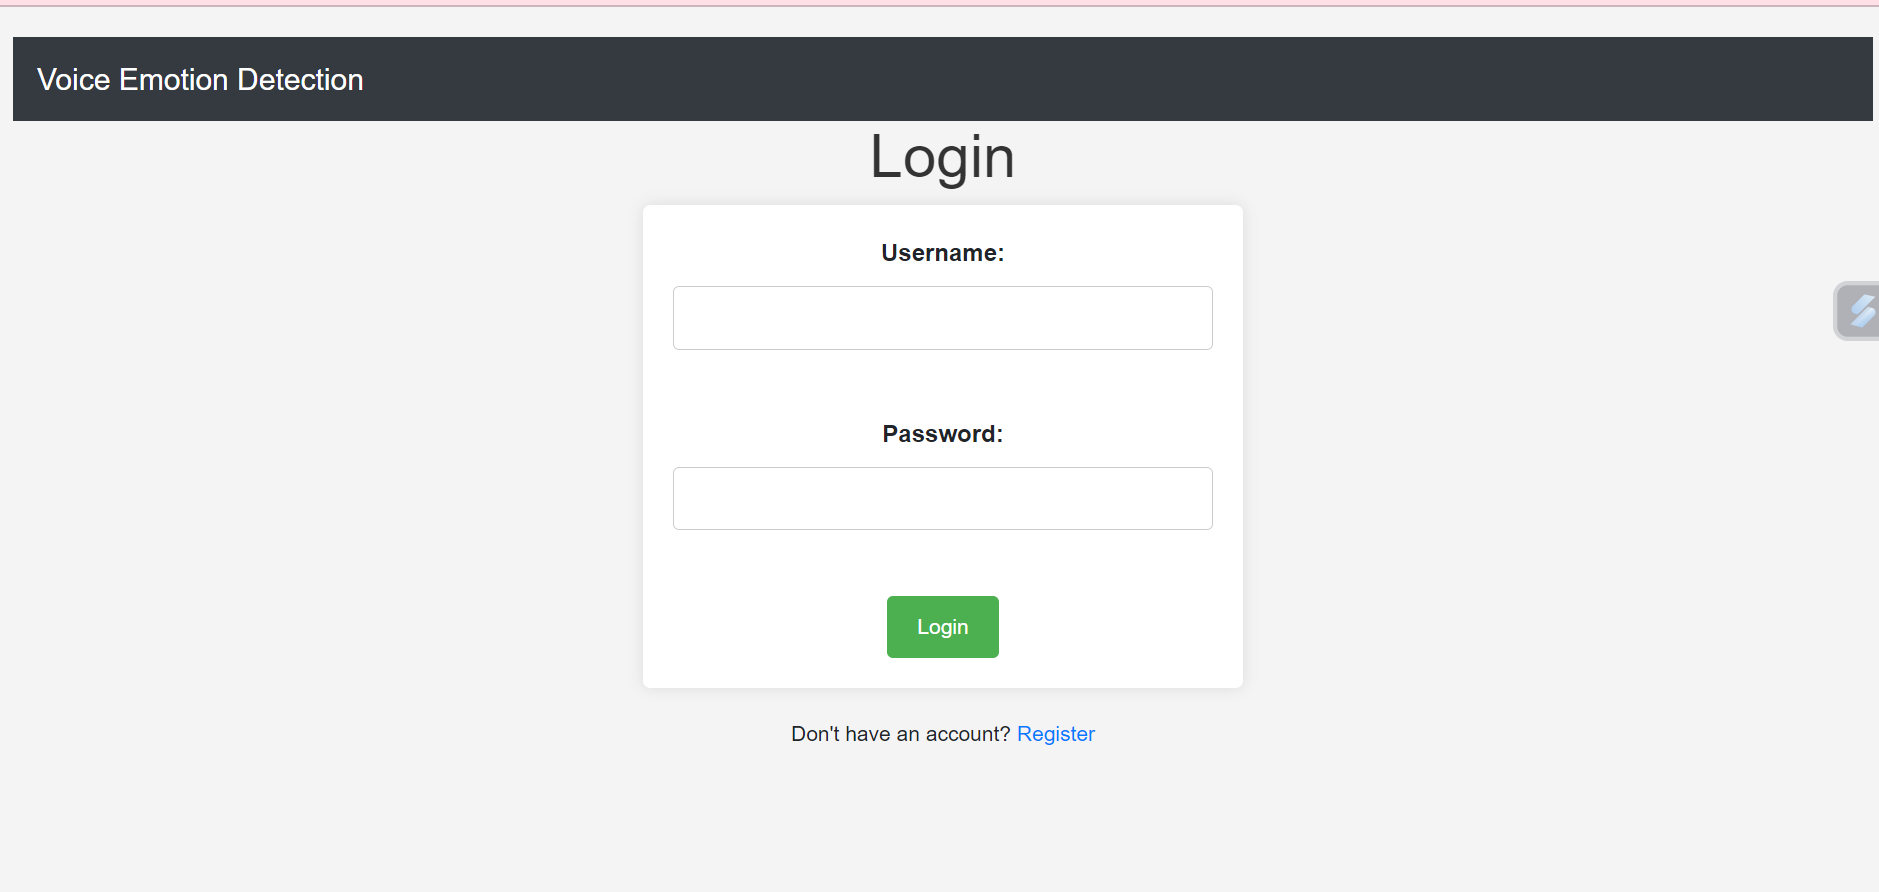 Voice Emotion Detection
Login
Username:
Password:
Login
Don't have an account? Register